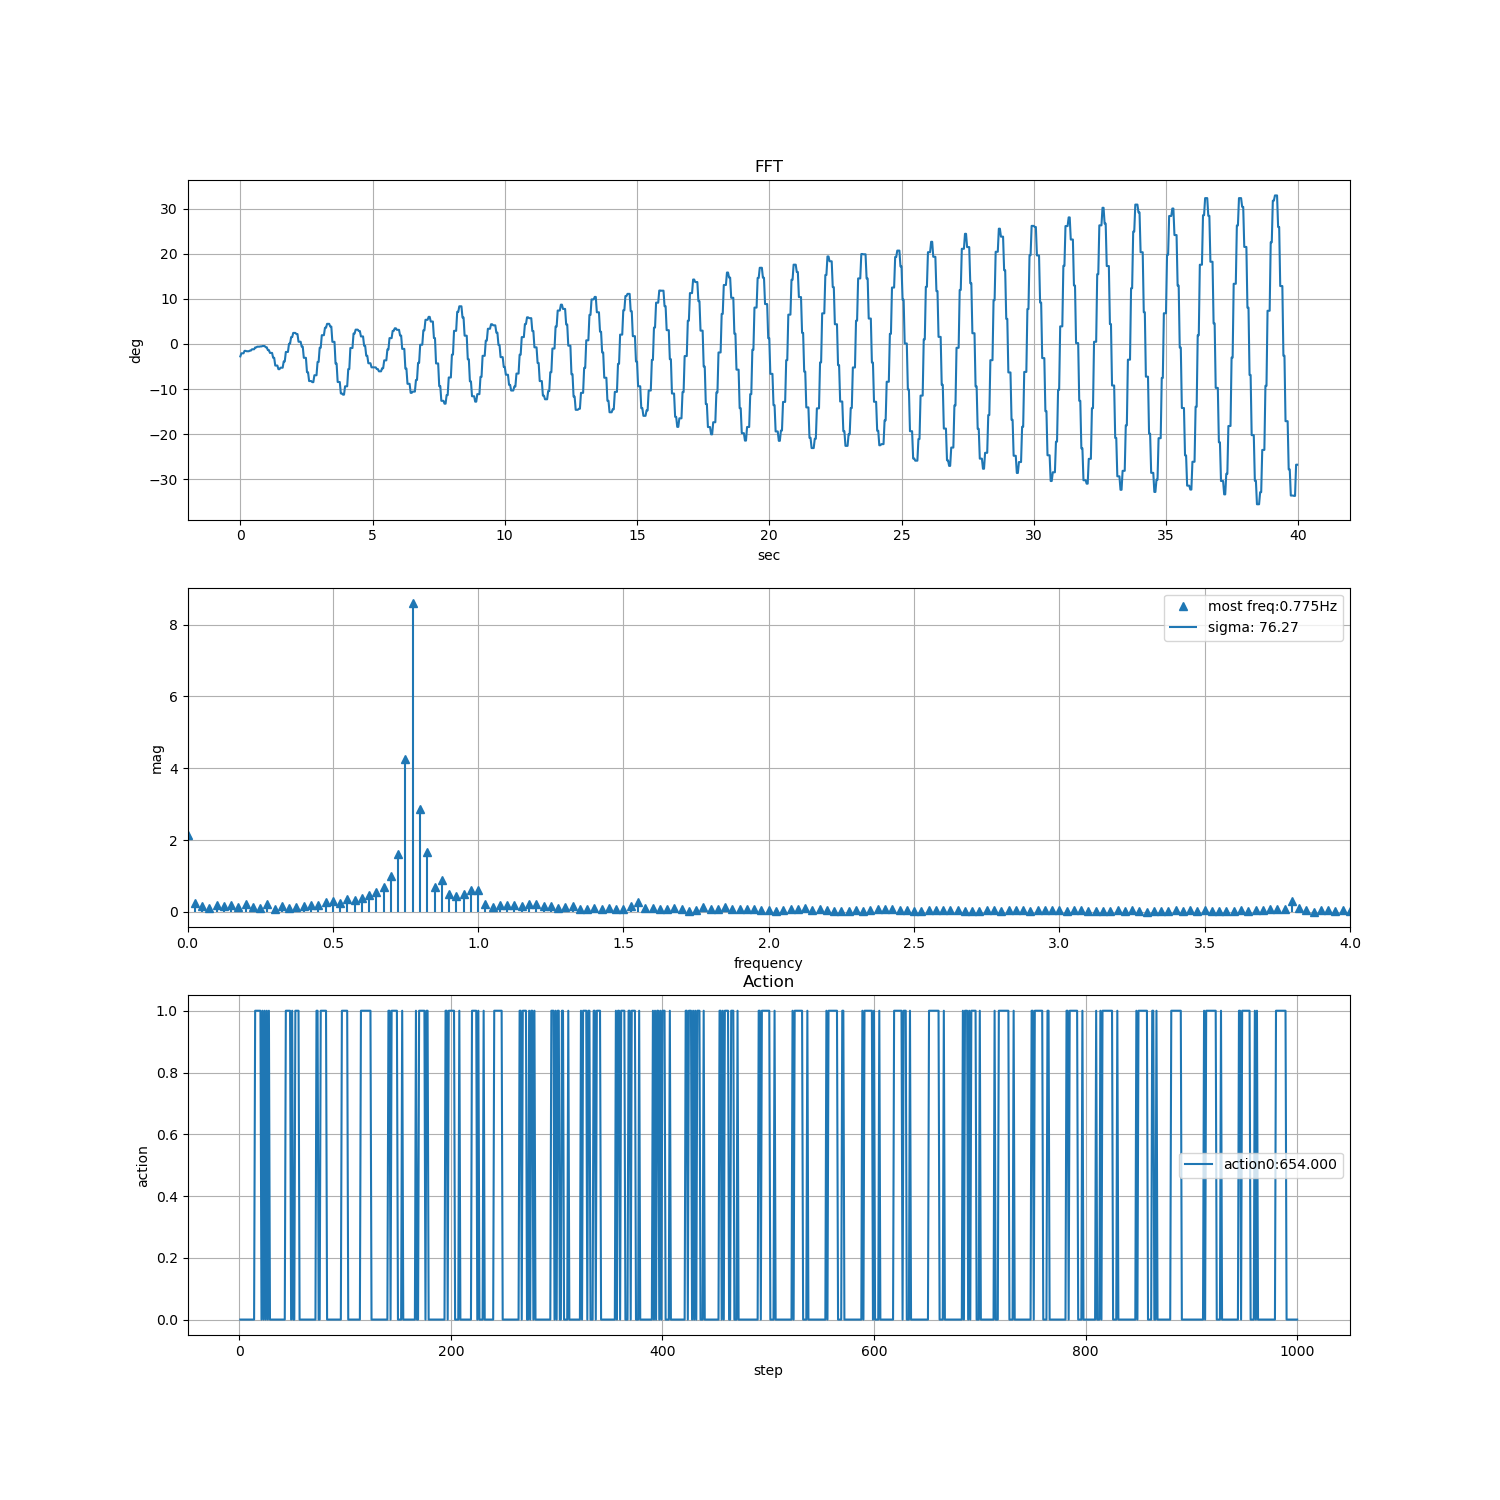 FFT
30
20
10
0
−10
−20
−30
deg
0 5 10 15 20 25 30 35 40
sec
most freq:0.775Hz
sigma: 76.27
8
6
4
2
0
mag
0.0 0.5 1.0 1.5 2.0 2.5 3.0 3.5 4.0
frequency
Action
1.0
0.8
0.6
0.4
0.2
0.0
action
action0:654.000
0 200 400 600 800 1000
step